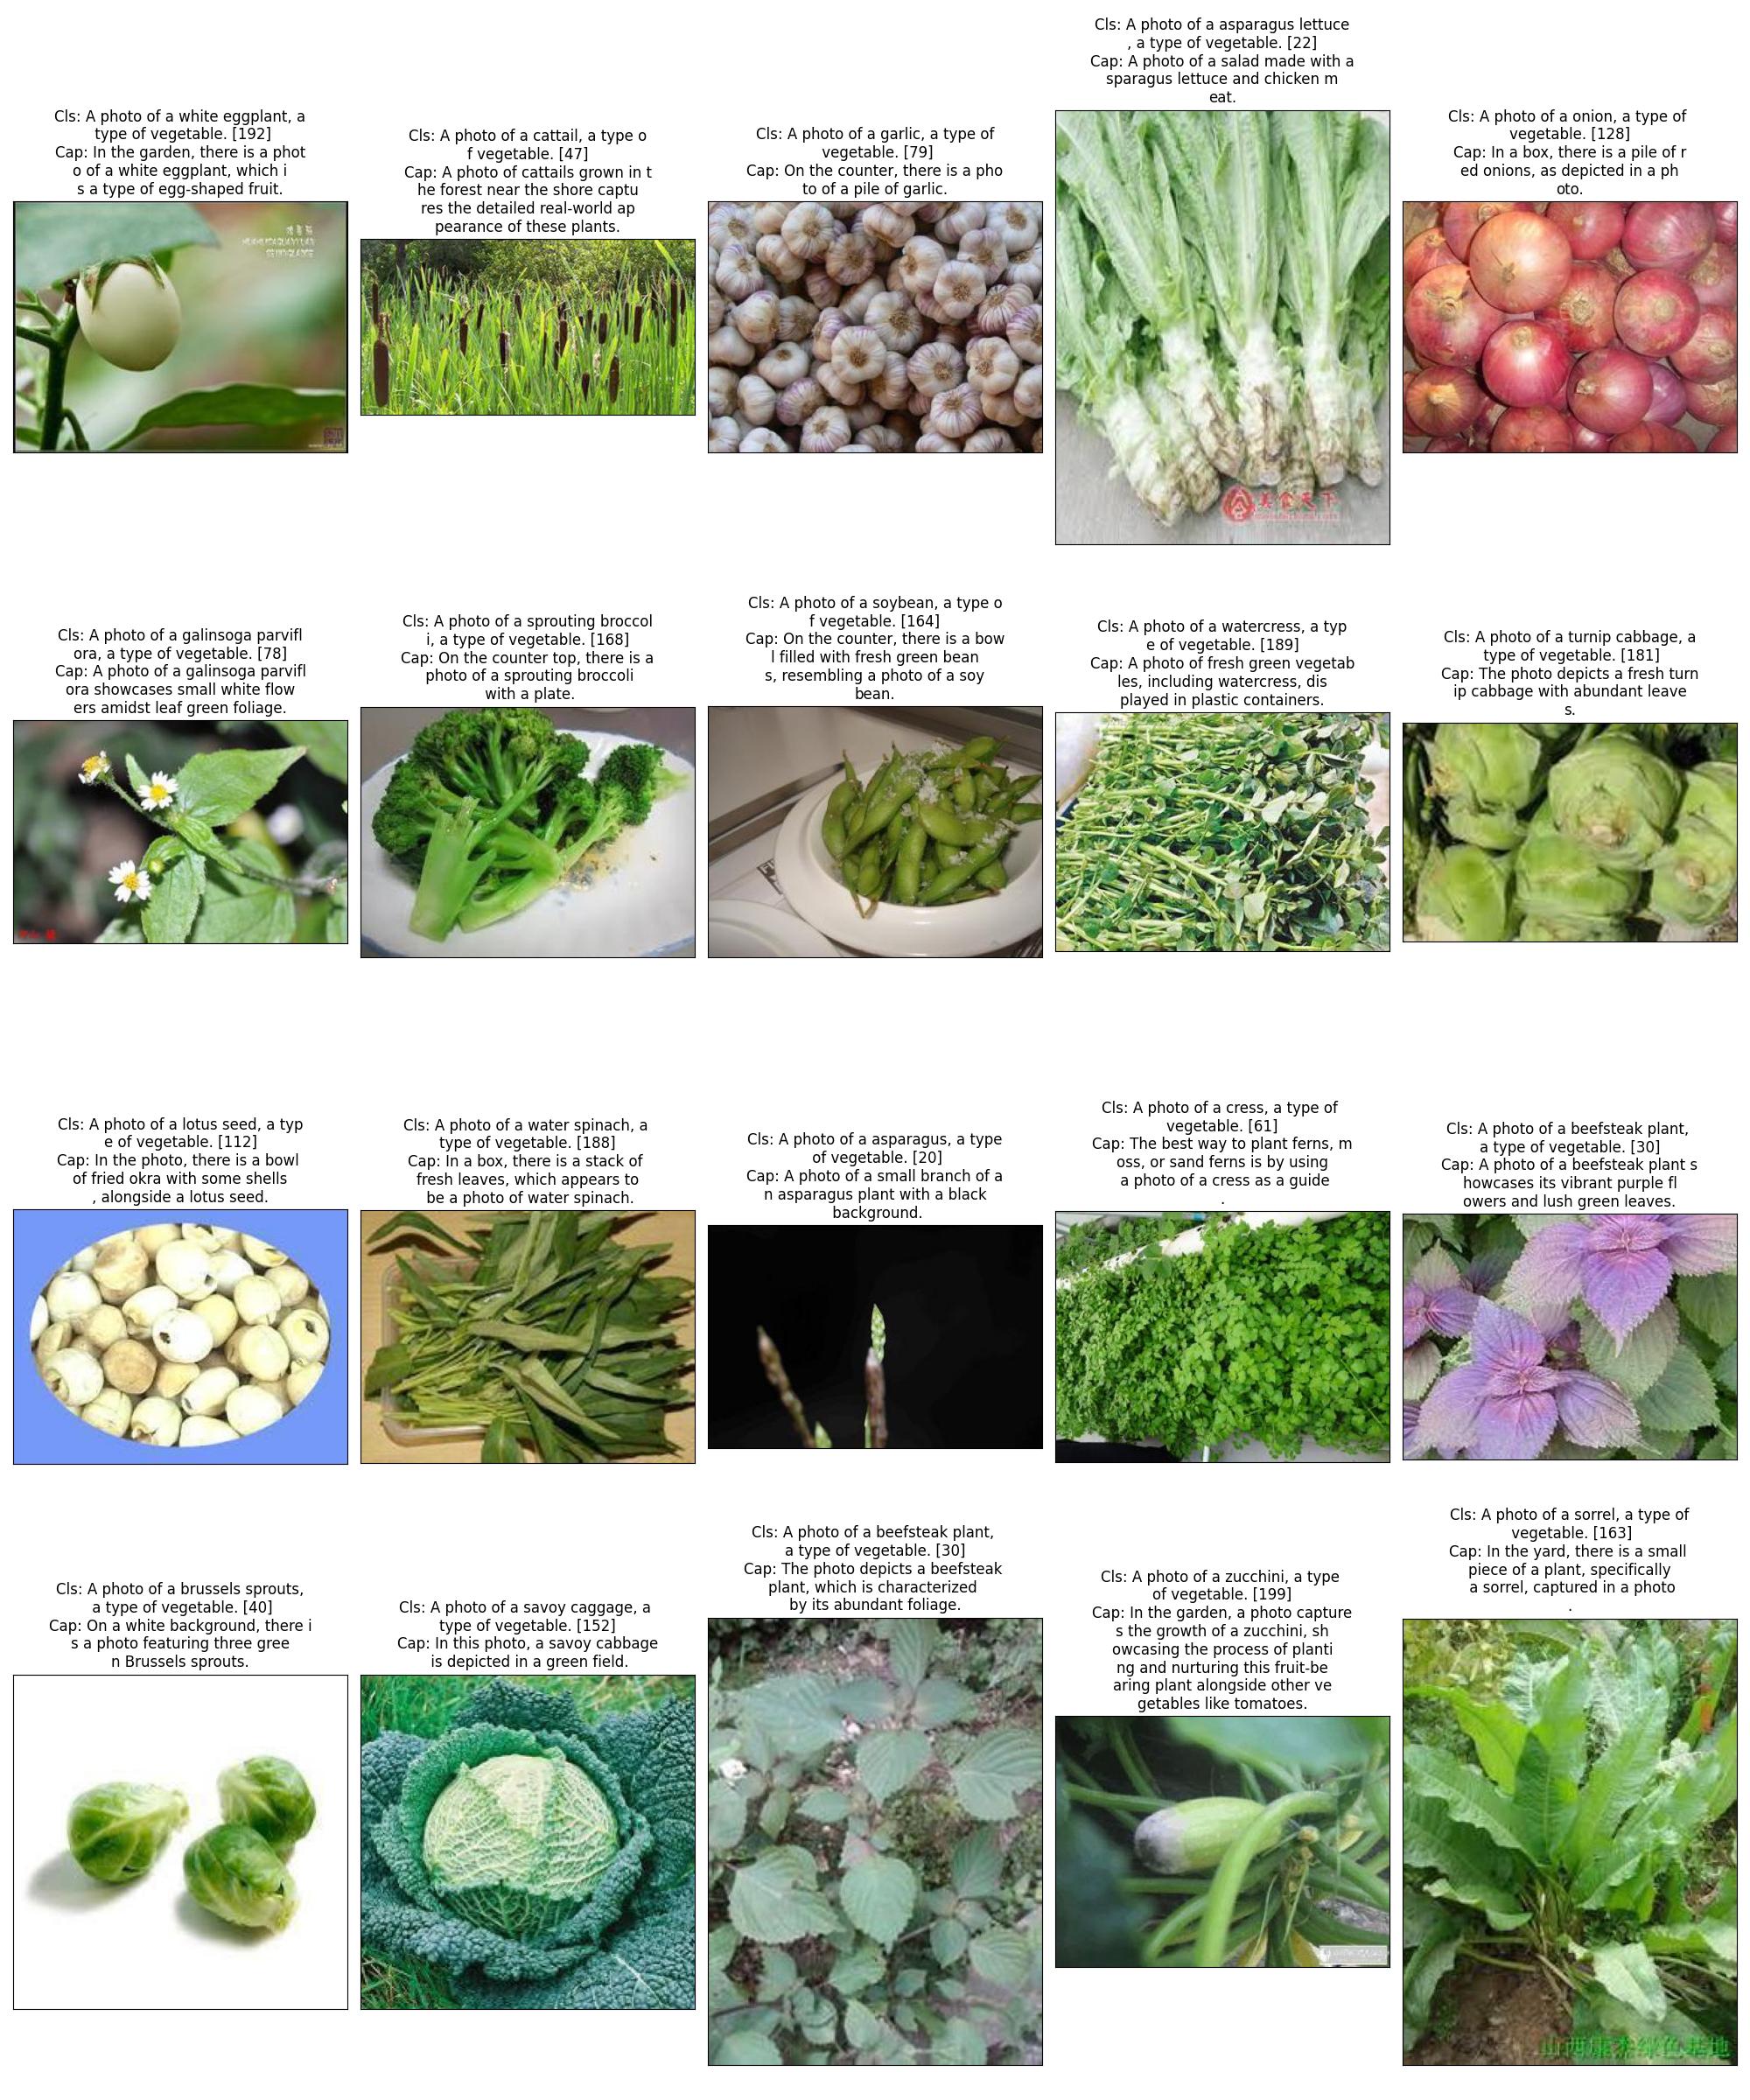 Cls: A photo of a white eggplant, a
type of vegetable. [192]
Cap: In the garden, there is a phot
o of a white eggplant, which i
s a type of egg-shaped fruit.
Cls: A photo of a cattail, a type o
f vegetable. [47]
Cap: A photo of cattails grown in t
he forest near the shore captu
res the detailed real-world ap
pearance of these plants.
Cls: A photo of a garlic, a type of
vegetable. [79]
Cap: On the counter, there is a pho
to of a pile of garlic.
Cls: A photo of a asparagus lettuce
, a type of vegetable. [22]
Cap: A photo of a salad made with a
sparagus lettuce and chicken m
eat.
美食天下
Cls: A photo of a onion, a type of
vegetable. [128]
Cap: In a box, there is a pile of r
ed onions, as depicted in a ph
oto.
Cls: A photo of a galinsoga parvifl
ora, a type of vegetable. [78]
Cap: A photo of a galinsoga parvifl
ora showcases small white flow
ers amidst leaf green foliage.
Cls: A photo of a sprouting broccol
i, a type of vegetable. [168]
Cap: On the counter top, there is a
photo of a sprouting broccoli
with a plate.
Cls: A photo of a soybean, a type o
f vegetable. [164]
Cap: On the counter, there is a bow
l filled with fresh green bean
s, resembling a photo of a soy
bean.
Cls: A photo of a watercress, a typ
e of vegetable. [189]
Cap: A photo of fresh green vegetab
les, including watercress, dis
played in plastic containers.
Cls: A photo of a turnip cabbage, a
type of vegetable. [181]
Cap: The photo depicts a fresh turn
ip cabbage with abundant leave
s.
Cls: A photo of a lotus seed, a typ
e of vegetable. [112]
Cap: In the photo, there is a bowl
of fried okra with some shells
, alongside a lotus seed.
Cls: A photo of a water spinach, a
type of vegetable. [188]
Cap: In a box, there is a stack of
fresh leaves, which appears to
be a photo of water spinach.
Cls: A photo of a asparagus, a type
of vegetable. [20]
Cap: A photo of a small branch of a
n asparagus plant with a black
background.
Cls: A photo of a cress, a type of
vegetable. [61]
Cap: The best way to plant ferns, m
oss, or sand ferns is by using
a photo of a cress as a guide
.
Cls: A photo of a beefsteak plant,
a type of vegetable. [30]
Cap: A photo of a beefsteak plant s
howcases its vibrant purple fl
owers and lush green leaves.
Cls: A photo of a brussels sprouts,
a type of vegetable. [40]
Cap: On a white background, there i
s a photo featuring three gree
n Brussels sprouts.
Cls: A photo of a savoy caggage, a
type of vegetable. [152]
Cap: In this photo, a savoy cabbage
is depicted in a green field.
Cls: A photo of a beefsteak plant,
a type of vegetable. [30]
Cap: The photo depicts a beefsteak
plant, which is characterized
by its abundant foliage.
Cls: A photo of a zucchini, a type
of vegetable. [199]
Cap: In the garden, a photo capture
s the growth of a zucchini, sh
owcasing the process of planti
ng and nurturing this fruit-be
aring plant alongside other ve
getables like tomatoes.
Cls: A photo of a sorrel, a type of
vegetable. [163]
Cap: In the yard, there is a small
piece of a plant, specifically
a sorrel, captured in a photo
.